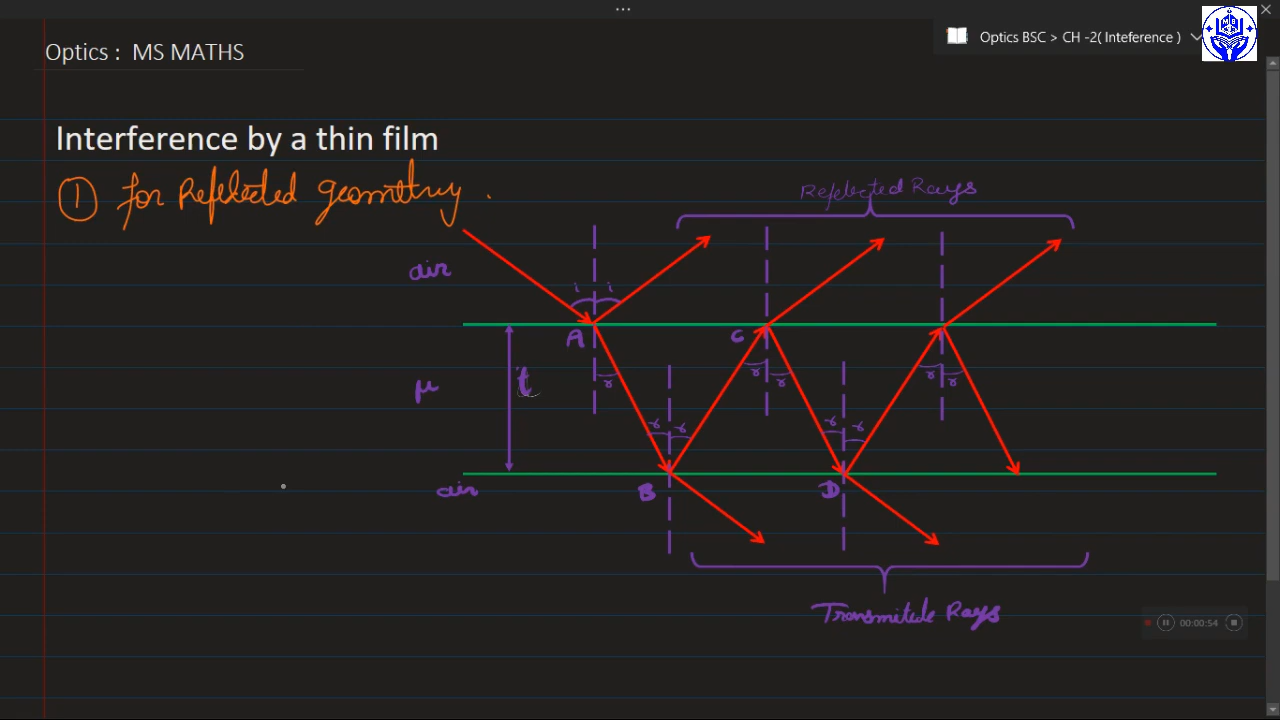 Optics : MS MATHS
Optics BSC > CH -2( Inteference )
Interference by a thin film
① for Reflected geometry .
Reflected Rays
air
i i
A C
r r r r r
μ t
r r r r
air
B D
Transmitede Rays
00:00:54